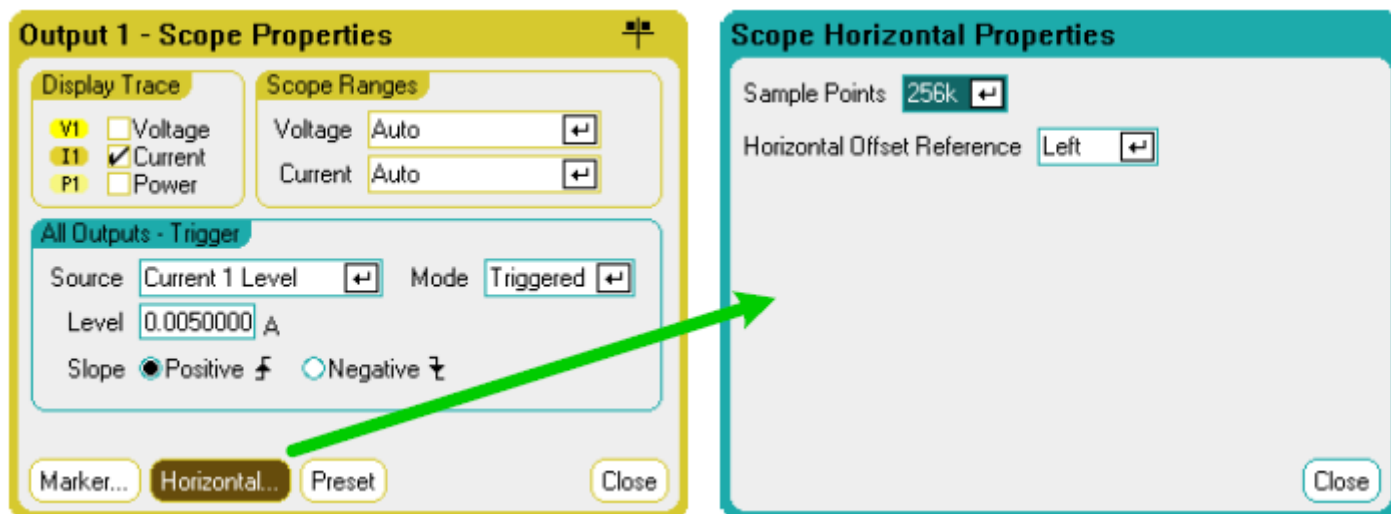 Output 1 - Scope Properties
Display Trace
V1 Voltage
I1 Current
P1 Power
Scope Ranges
Voltage Auto
Current Auto
All Outputs - Trigger
Source Current 1 Level Mode Triggered
Level 0.0050000 A
Slope Positive Negative
Marker... Horizontal... Preset Close
Scope Horizontal Properties
Sample Points 256k
Horizontal Offset Reference Left
Close